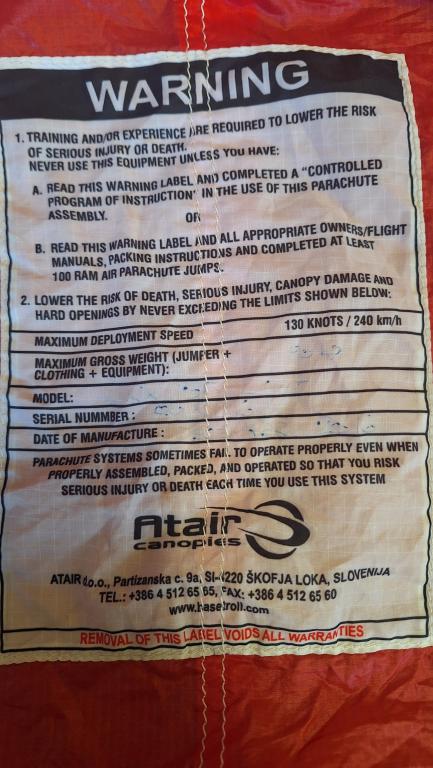 WARNING
1. TRAINING AND/OR EXPERIENCE ARE REQUIRED TO LOWER THE RISK
OF SERIOUS INJURY OR DEATH.
NEVER USE THIS EQUIPMENT UNLESS YOU HAVE:
A. READ THIS WARNING LABEL AND COMPLETED A "CONTROLLED
PROGRAM OF INSTRUCTION" IN THE USE OF THIS PARACHUTE
ASSEMBLY.
OR
B. READ THIS WARNING LABEL AND ALL APPROPRIATE OWNERS/FLIGHT
MANUALS, PACKING INSTRUCTIONS AND COMPLETED AT LEAST
100 RAM AIR PARACHUTE JUMPS.
2. LOWER THE RISK OF DEATH, SERIOUS INJURY, CANOPY DAMAGE AND
HARD OPENINGS BY NEVER EXCEEDING THE LIMITS SHOWN BELOW:
MAXIMUM DEPLOYMENT SPEED 130 KNOTS / 240 km/h
MAXIMUM GROSS WEIGHT (JUMPER +
CLOTHING + EQUIPMENT):
MODEL:
SERIAL NUMMBER :
DATE OF MANUFACTURE :
PARACHUTE SYSTEMS SOMETIMES FAIL TO OPERATE PROPERLY EVEN WHEN
PROPERLY ASSEMBLED, PACKED, AND OPERATED SO THAT YOU RISK
SERIOUS INJURY OR DEATH EACH TIME YOU USE THIS SYSTEM
Atair
canopies
ATAIR d.o.o., Partizanska c. 9a, SI-4220 ŠKOFJA LOKA, SLOVENIJA
TEL.: +386 4 512 65 65, FAX: +386 4 512 65 60
www.basetroll.com
REMOVAL OF THIS LABEL VOIDS ALL WARRANTIES